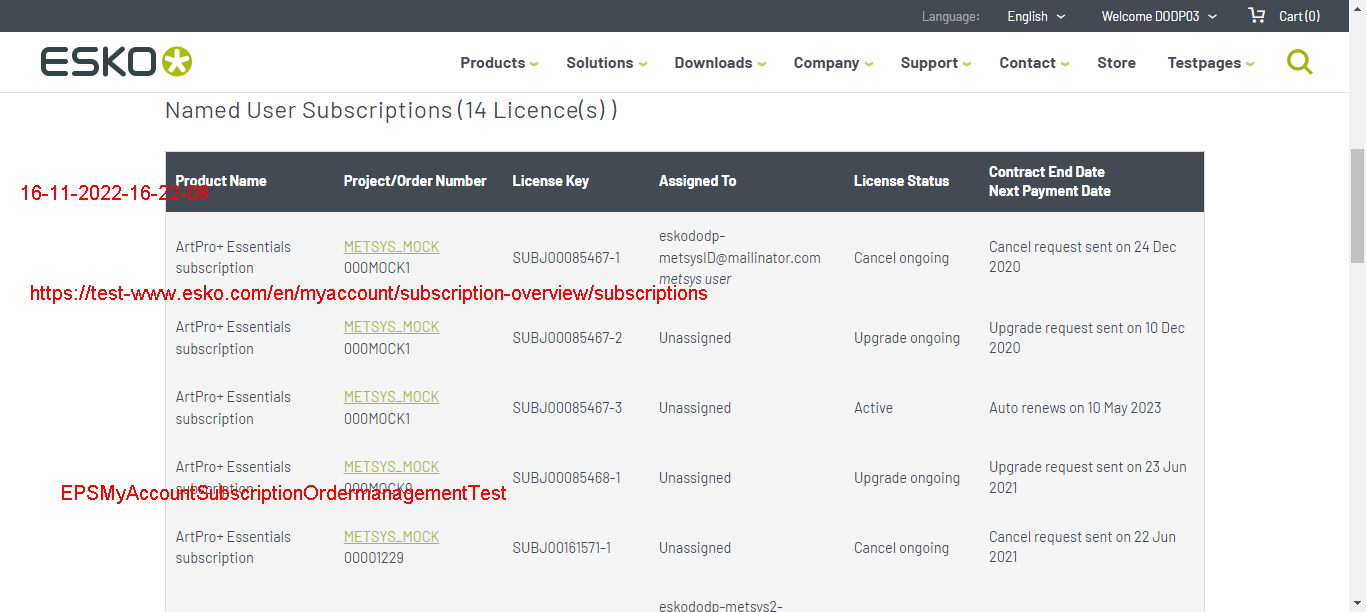 Language: English Welcome DODP03 Cart (0)
ESKO Products Solutions Downloads Company Support Contact Store Testpages
Named User Subscriptions (14 Licence(s) )
Product Name Project/Order Number License Key Assigned To License Status Contract End Date
Next Payment Date
16-11-2022-16-22-08
ArtPro+ Essentials subscription METSYS_MOCK 000MOCK1 SUBJ00085467-1 eskododp-metsysID@mailinator.com metsys user Cancel ongoing Cancel request sent on 24 Dec 2020
https://test-www.esko.com/en/myaccount/subscription-overview/subscriptions
ArtPro+ Essentials subscription METSYS_MOCK 000MOCK1 SUBJ00085467-2 Unassigned Upgrade ongoing Upgrade request sent on 10 Dec 2020
ArtPro+ Essentials subscription METSYS_MOCK 000MOCK1 SUBJ00085467-3 Unassigned Active Auto renews on 10 May 2023
ArtPro+ Essentials subscription METSYS_MOCK SUBJ00085468-1 Unassigned Upgrade ongoing Upgrade request sent on 23 Jun 2021
EPSMyAccountSubscriptionOrdermanagementTest
ArtPro+ Essentials subscription METSYS_MOCK 00001229 SUBJ00161571-1 Unassigned Cancel ongoing Cancel request sent on 22 Jun 2021
eskododp-metsys2-